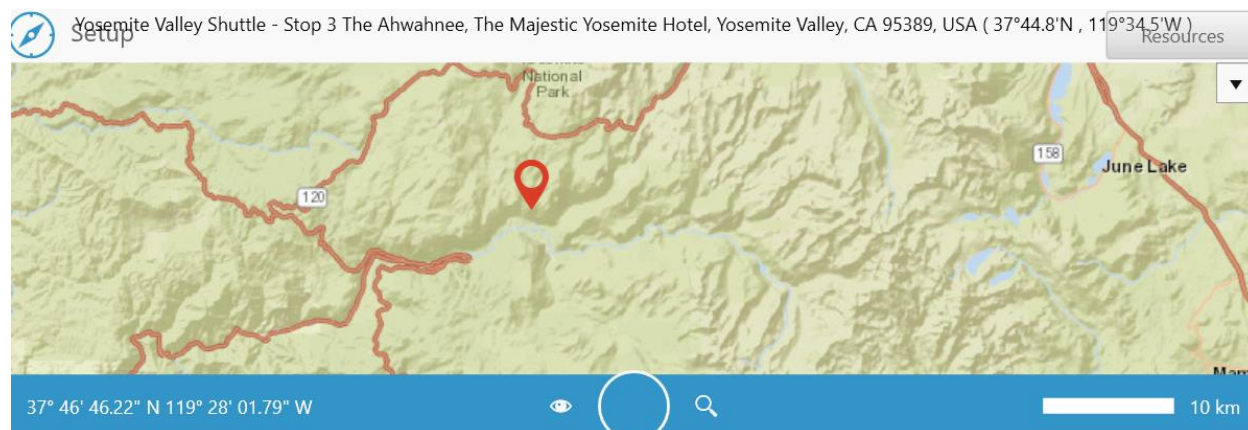 Yosemite Valley Shuttle - Stop 3 The Ahwahnee, The Majestic Yosemite Hotel, Yosemite Valley, CA 95389, USA ( 37°44.8'N , 119°34.5'W )
Setup
Resources
National
Park
▼
158
June Lake
120
Mam
37° 46' 46.22" N 119° 28' 01.79" W
10 km